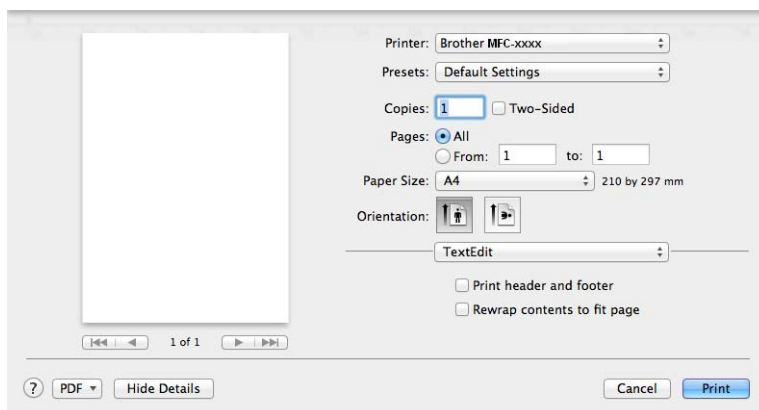 Printer: Brother MFC-xxxx
Presets: Default Settings
Copies: 1 Two-Sided
Pages: All
From: 1 to: 1
Paper Size: A4 210 by 297 mm
Orientation:
TextEdit
Print header and footer
Rewrap contents to fit page
1 of 1
? PDF Hide Details Cancel Print